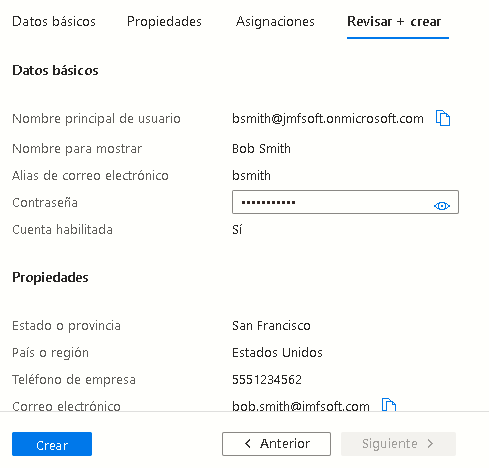 Datos básicos Propiedades Asignaciones Revisar + crear
Datos básicos
Nombre principal de usuario bsmith@jmfsoft.onmicrosoft.com
Nombre para mostrar Bob Smith
Alias de correo electrónico bsmith
Contraseña •••••••••••
Cuenta habilitada Sí
Propiedades
Estado o provincia San Francisco
País o región Estados Unidos
Teléfono de empresa 5551234562
Correo electrónico bob.smith@jmfsoft.com
Crear < Anterior Siguiente >